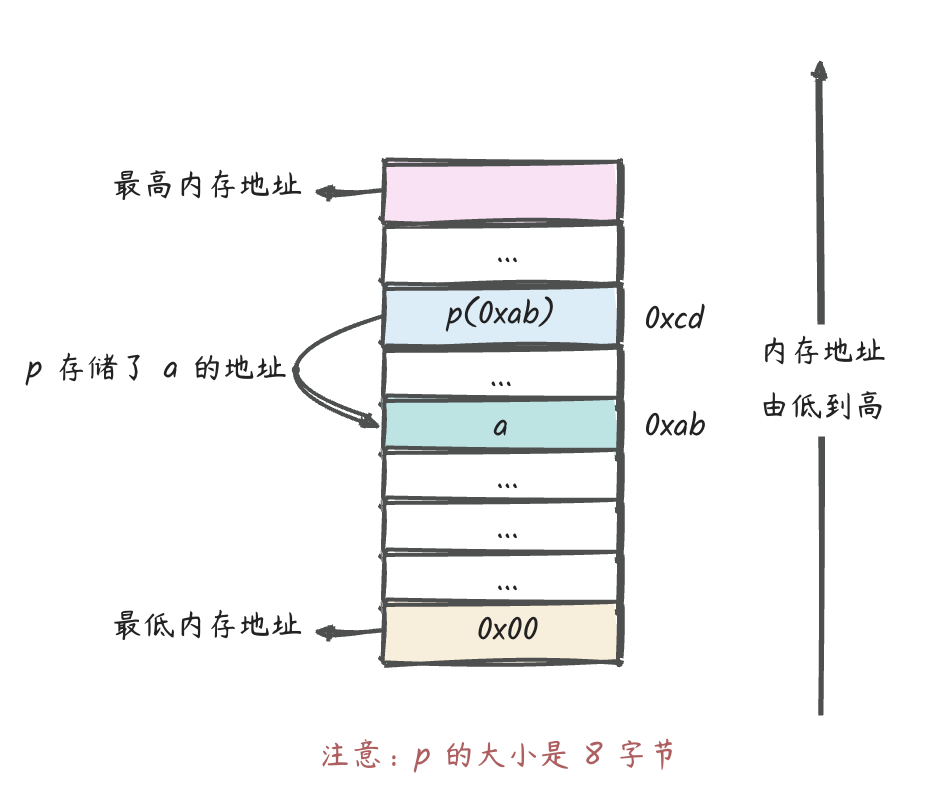 最高内存地址
...
p(0xab)
0xcd
p 存储了 a 的地址
...
a
0xab
内存地址
由低到高
...
...
...
最低内存地址
0x00
注意：p 的大小是 8 字节